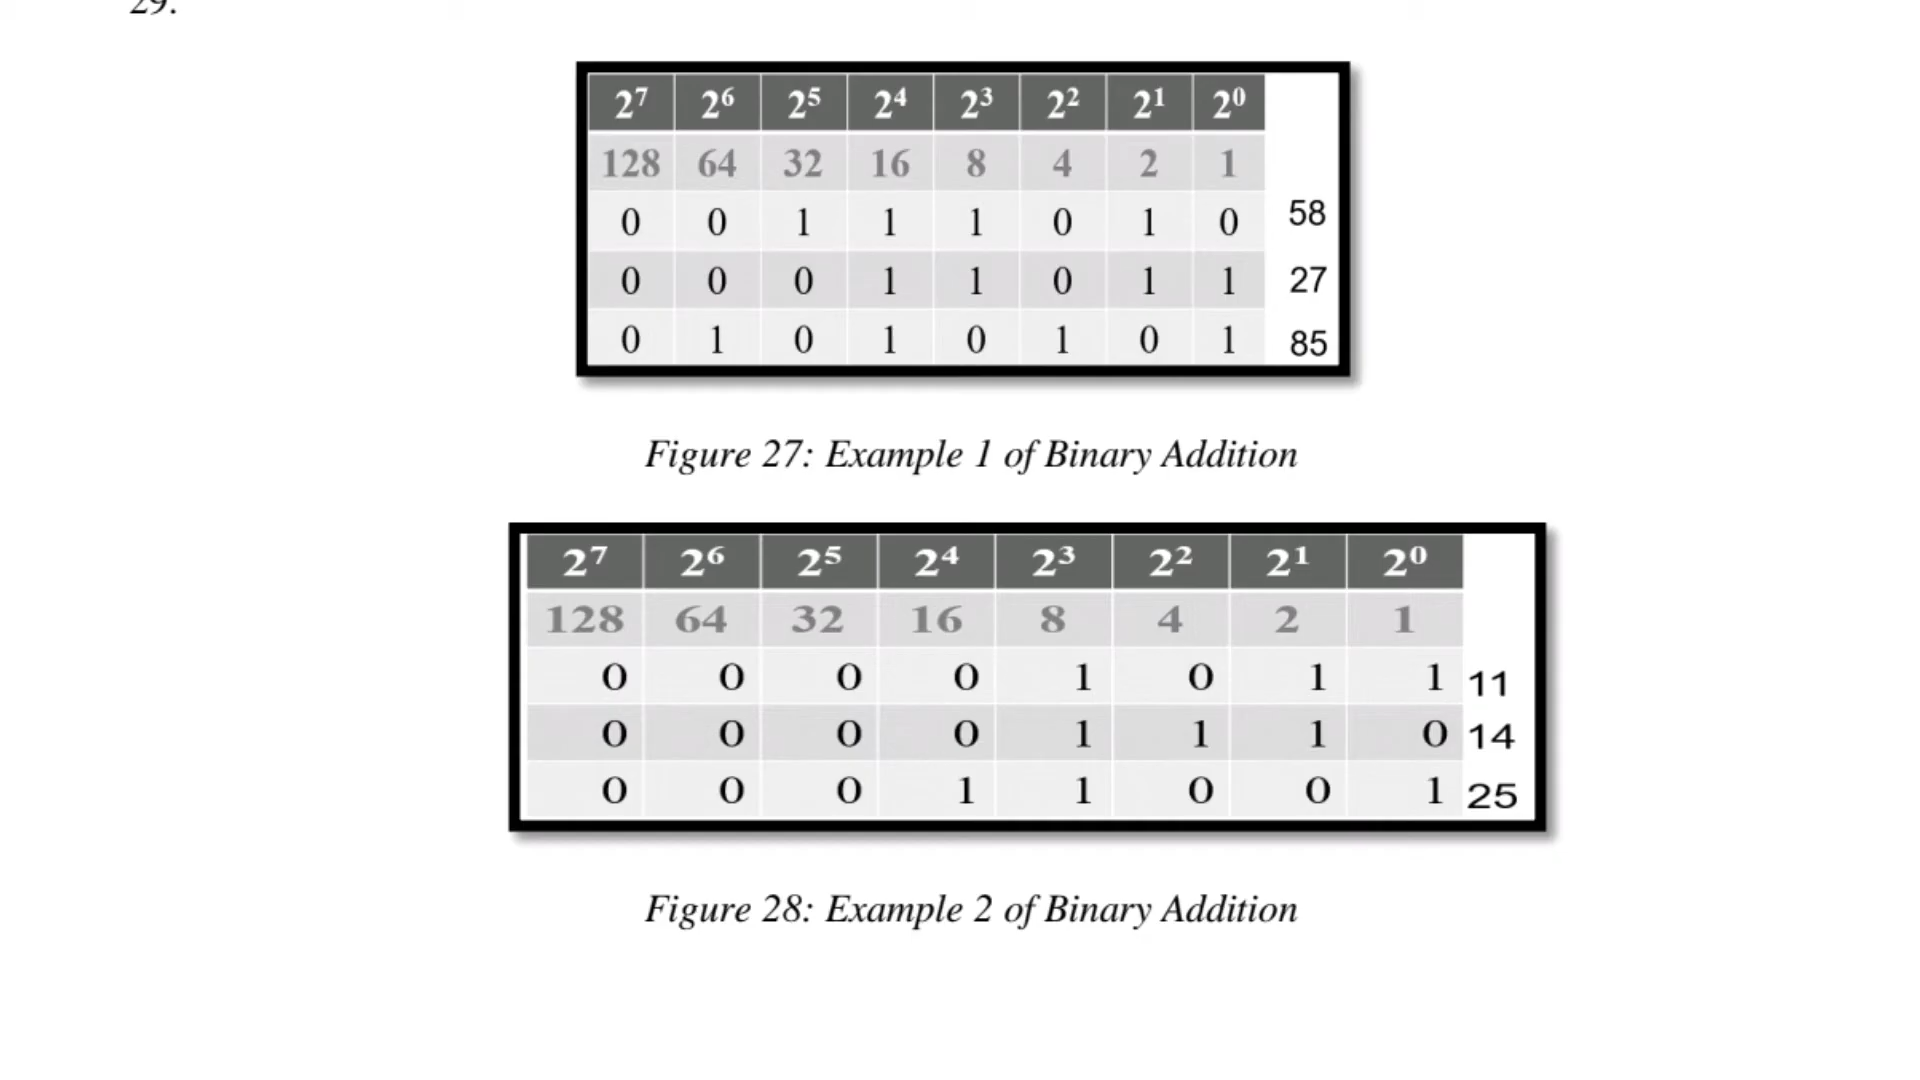 29.
2⁷ 2⁶ 2⁵ 2⁴ 2³ 2² 2¹ 2⁰
128 64 32 16 8 4 2 1
0 0 1 1 1 0 1 0 58
0 0 0 1 1 0 1 1 27
0 1 0 1 0 1 0 1 85
Figure 27: Example 1 of Binary Addition
2⁷ 2⁶ 2⁵ 2⁴ 2³ 2² 2¹ 2⁰
128 64 32 16 8 4 2 1
0 0 0 0 1 0 1 1 11
0 0 0 0 1 1 1 0 14
0 0 0 1 1 0 0 1 25
Figure 28: Example 2 of Binary Addition